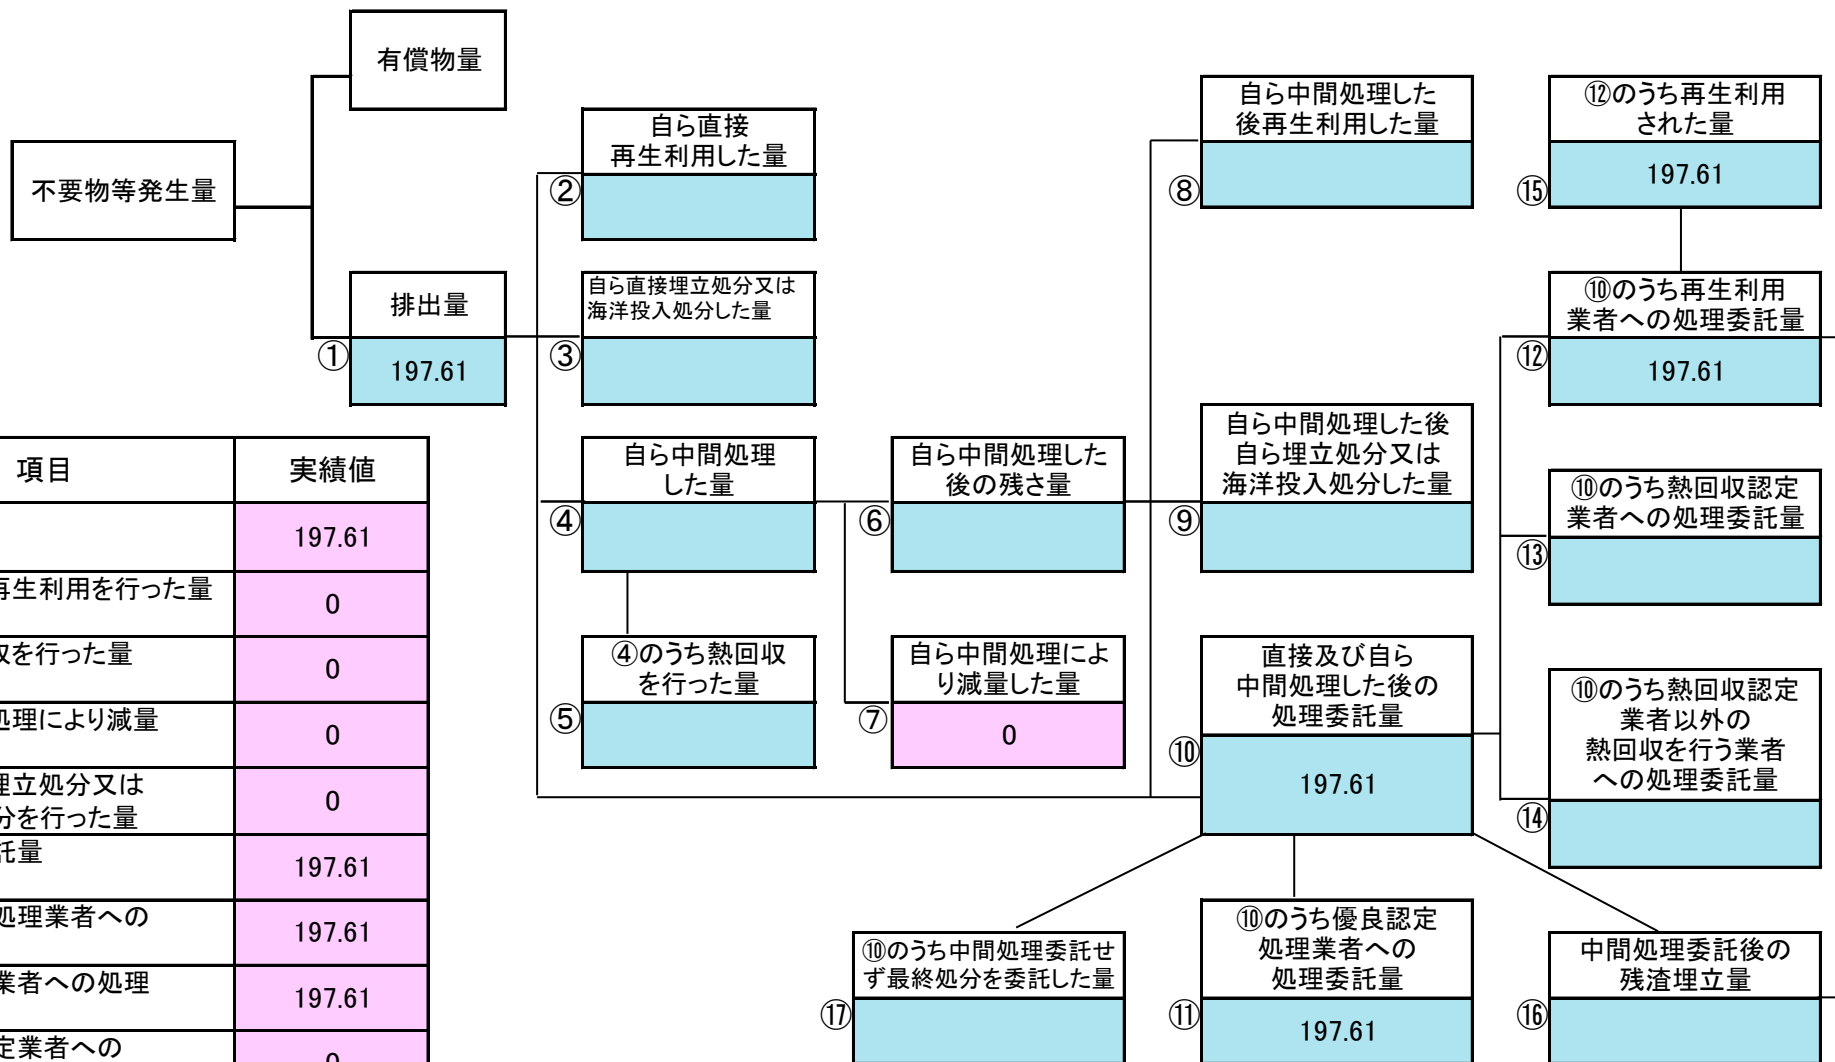 有償物量
不要物等発生量
排出量
①
197.61
自ら直接
再生利用した量
②
自ら直接埋立処分又は
海洋投入処分した量
③
自ら中間処理
した量
④
④のうち熱回収
を行った量
⑤
自ら中間処理した
後の残さ量
⑥
自ら中間処理によ
り減量した量
⑦
0
自ら中間処理した
後再生利用した量
⑧
自ら中間処理した後
自ら埋立処分又は
海洋投入処分した量
⑨
直接及び自ら
中間処理した後の
処理委託量
⑩
197.61
⑩のうち優良認定
処理業者への
処理委託量
⑪
197.61
⑩のうち再生利用
業者への処理委託量
⑫
197.61
⑩のうち熱回収認定
業者への処理委託量
⑬
⑩のうち熱回収認定
業者以外の
熱回収を行う業者
への処理委託量
⑭
⑫のうち再生利用
された量
⑮
197.61
中間処理委託後の
残渣埋立量
⑯
⑩のうち中間処理委託せ
ず最終処分を委託した量
⑰
項目 実績値
197.61
再生利用を行った量 0
を行った量 0
処理により減量 0
埋立処分又は
を行った量 0
託量 197.61
処理業者への 197.61
業者への処理 197.61
定業者への
0